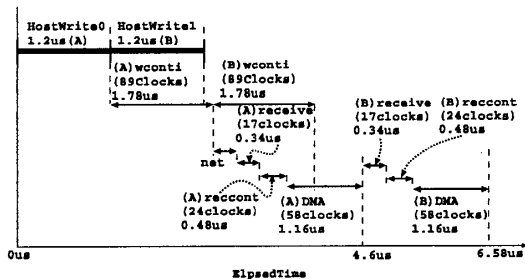 HostWrite0 HostWrite1
1.2us(A) 1.2us(B)
(A)wconti
(89Clocks)
1.78us
(B)wconti
(89Clocks)
1.78us
(A)receive
(17clocks)
0.34us
net
(A)reccont
(24clocks)
0.48us
(A)DMA
(58clocks)
1.16us
(B)receive
(17clocks)
0.34us
(B)reccont
(24clocks)
0.48us
(B)DMA
(58clocks)
1.16us
0us 4.6us 6.58us
ElpsedTime